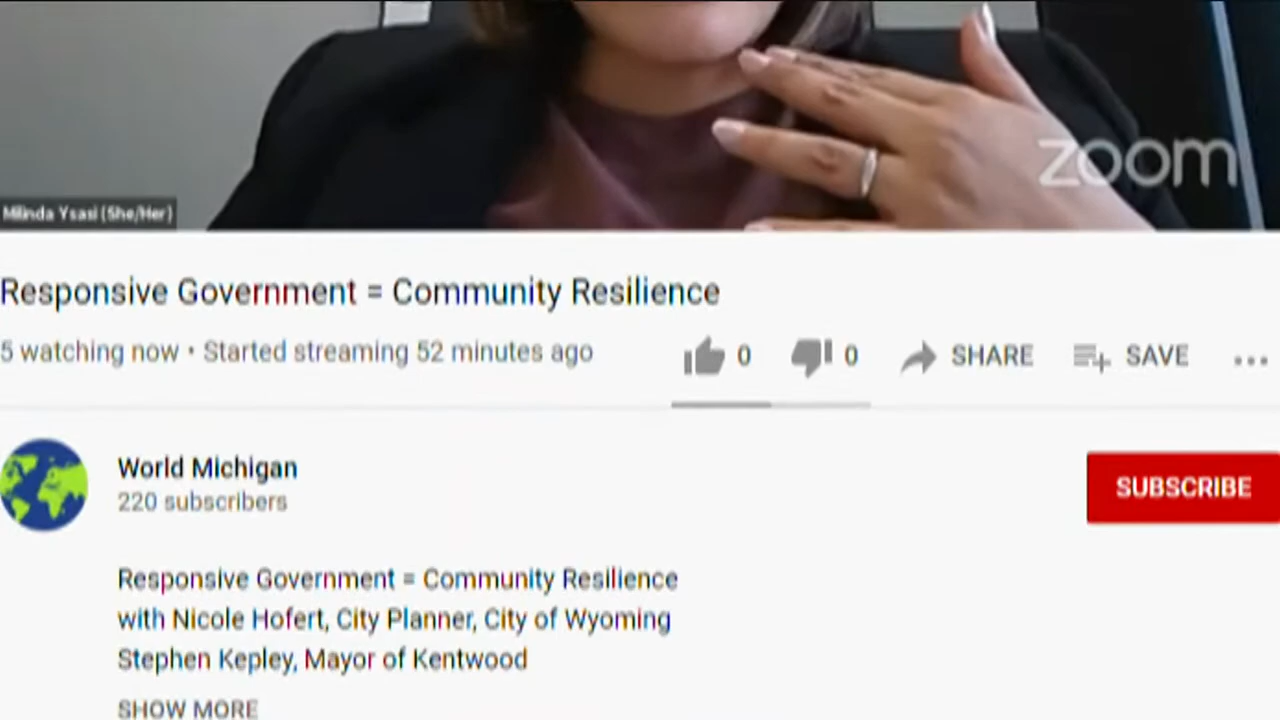 zoom
Milinda Ysasi (She/Her)
Responsive Government = Community Resilience
5 watching now • Started streaming 52 minutes ago
0
0
SHARE
SAVE
...
World Michigan
220 subscribers
SUBSCRIBE
Responsive Government = Community Resilience
with Nicole Hofert, City Planner, City of Wyoming
Stephen Kepley, Mayor of Kentwood
SHOW MORE